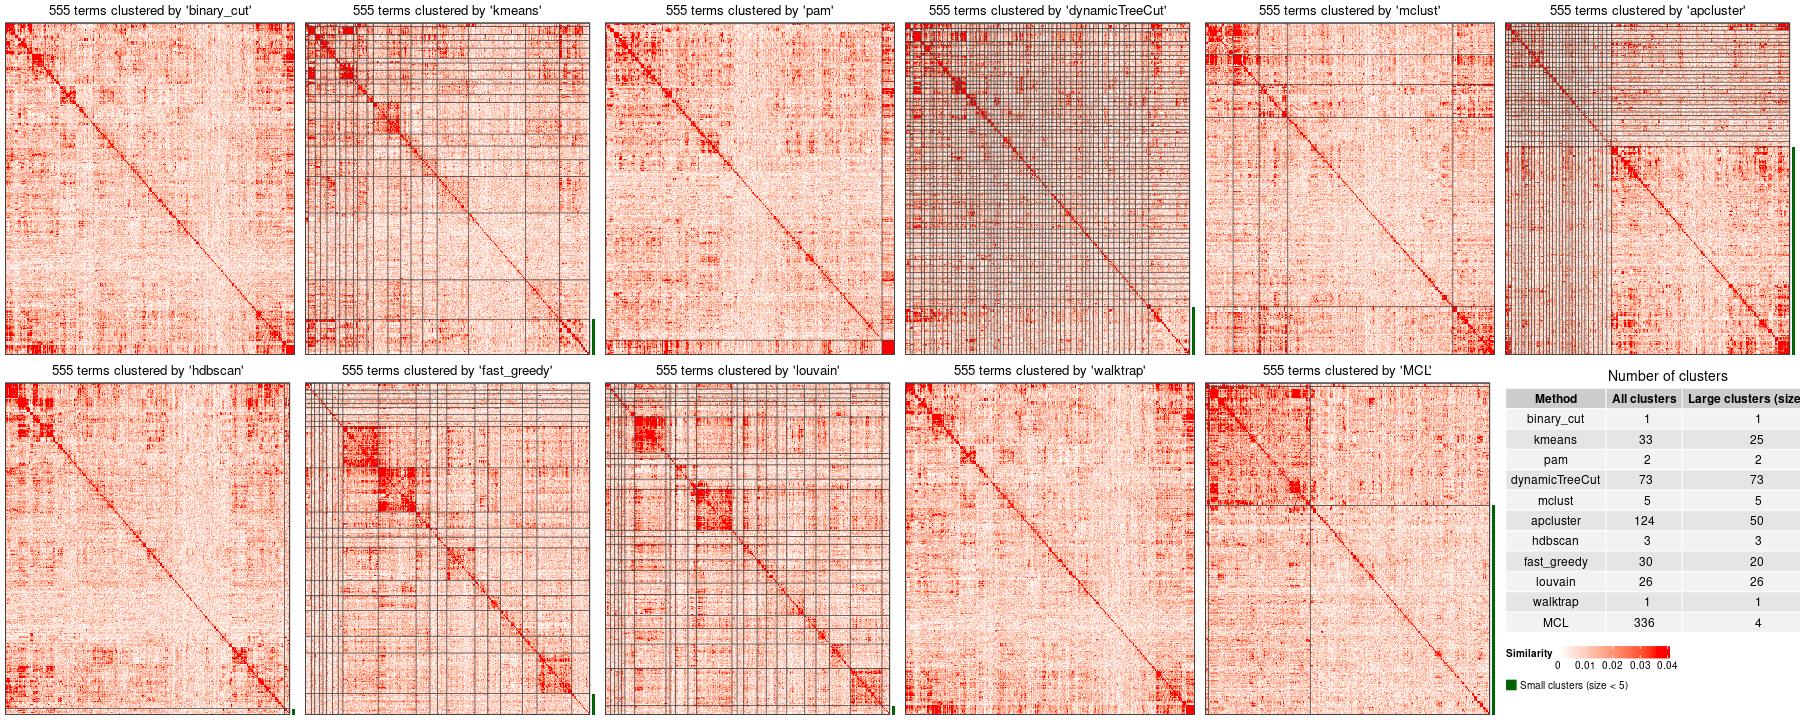 555 terms clustered by 'binary_cut'
555 terms clustered by 'kmeans'
555 terms clustered by 'pam'
555 terms clustered by 'dynamicTreeCut'
555 terms clustered by 'mclust'
555 terms clustered by 'apcluster'
555 terms clustered by 'hdbscan'
555 terms clustered by 'fast_greedy'
555 terms clustered by 'louvain'
555 terms clustered by 'walktrap'
555 terms clustered by 'MCL'
Number of clusters
Method All clusters Large clusters (size
binary_cut 1 1
kmeans 33 25
pam 2 2
dynamicTreeCut 73 73
mclust 5 5
apcluster 124 50
hdbscan 3 3
fast_greedy 30 20
louvain 26 26
walktrap 1 1
MCL 336 4
Similarity
0 0.01 0.02 0.03 0.04
Small clusters (size < 5)